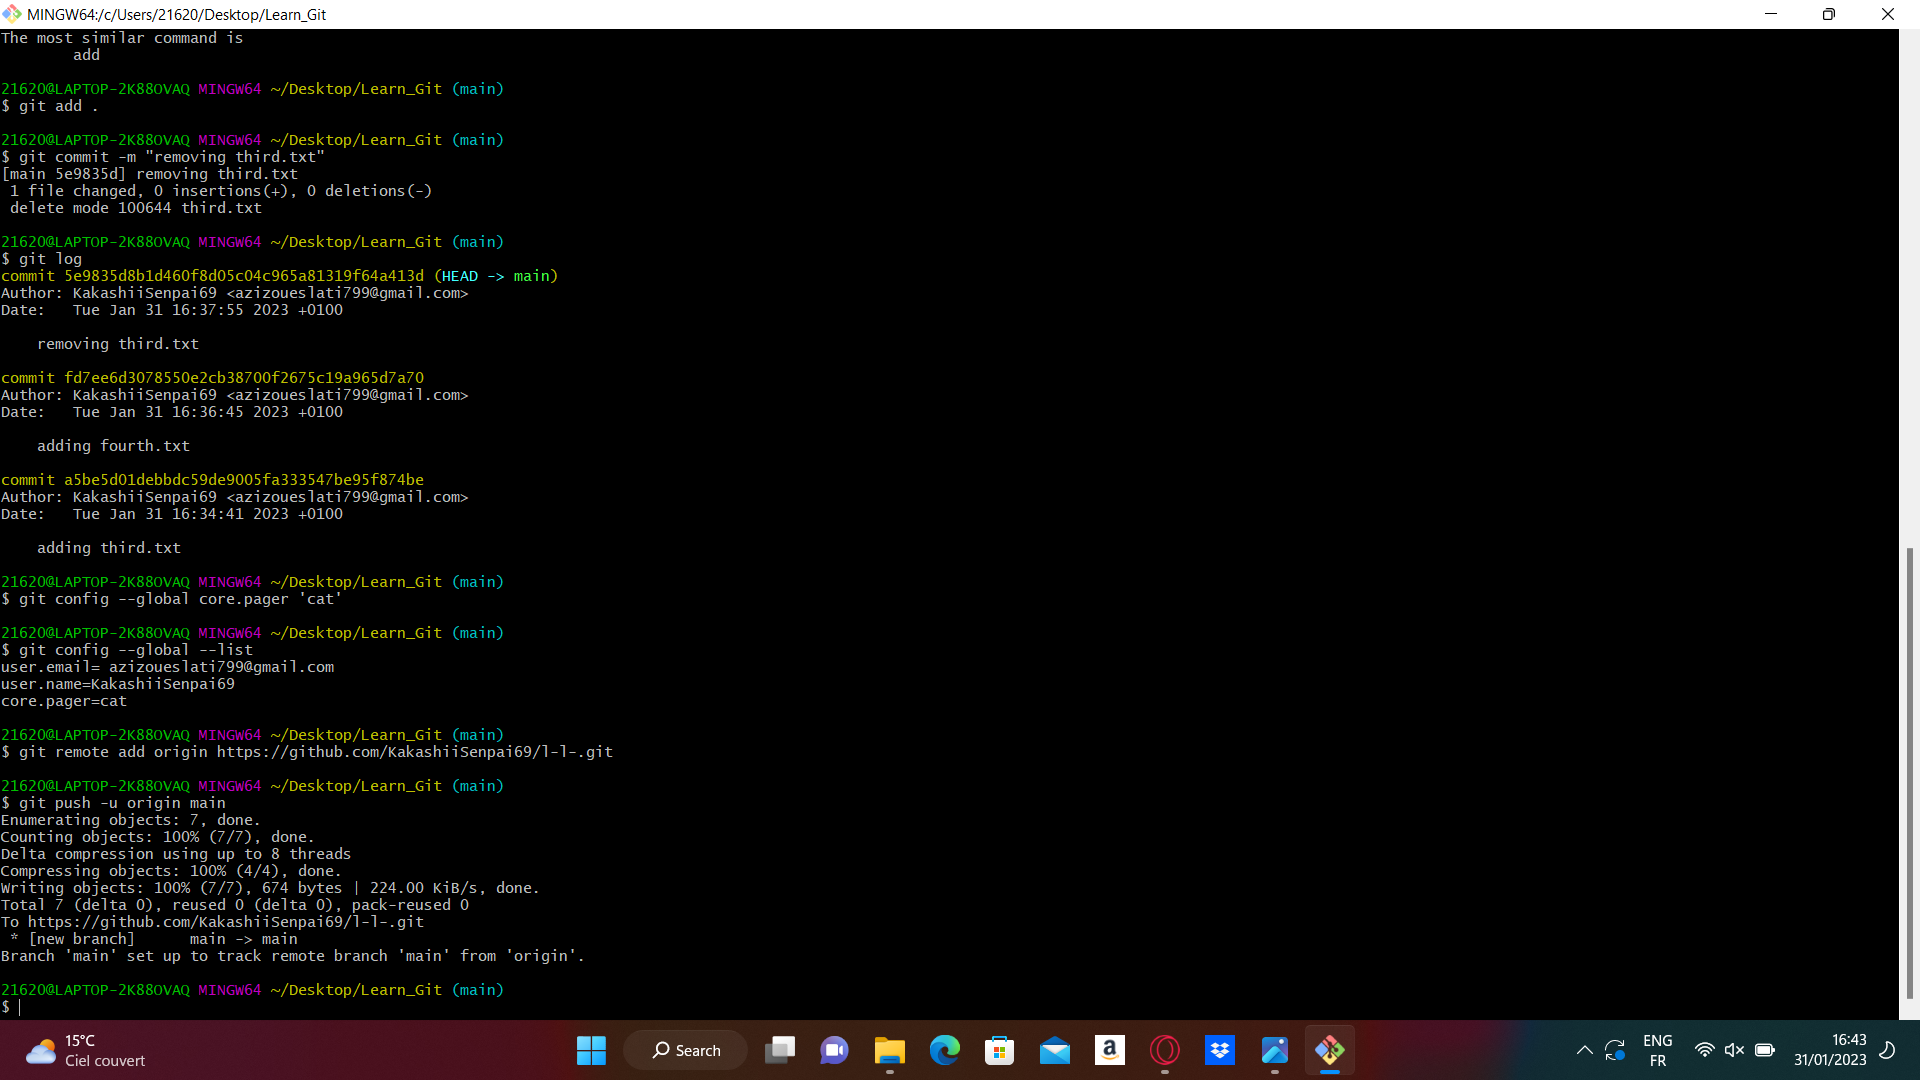 MINGW64:/c/Users/21620/Desktop/Learn_Git
The most similar command is
        add

21620@LAPTOP-2K88OVAQ MINGW64 ~/Desktop/Learn_Git (main)
$ git add .

21620@LAPTOP-2K88OVAQ MINGW64 ~/Desktop/Learn_Git (main)
$ git commit -m "removing third.txt"
[main 5e9835d] removing third.txt
 1 file changed, 0 insertions(+), 0 deletions(-)
 delete mode 100644 third.txt

21620@LAPTOP-2K88OVAQ MINGW64 ~/Desktop/Learn_Git (main)
$ git log
commit 5e9835d8b1d460f8d05c04c965a81319f64a413d (HEAD -> main)
Author: KakashiiSenpai69 <azizoueslati799@gmail.com>
Date:   Tue Jan 31 16:37:55 2023 +0100

    removing third.txt

commit fd7ee6d3078550e2cb38700f2675c19a965d7a70
Author: KakashiiSenpai69 <azizoueslati799@gmail.com>
Date:   Tue Jan 31 16:36:45 2023 +0100

    adding fourth.txt

commit a5be5d01debbdc59de9005fa333547be95f874be
Author: KakashiiSenpai69 <azizoueslati799@gmail.com>
Date:   Tue Jan 31 16:34:41 2023 +0100

    adding third.txt

21620@LAPTOP-2K88OVAQ MINGW64 ~/Desktop/Learn_Git (main)
$ git config --global core.pager 'cat'

21620@LAPTOP-2K88OVAQ MINGW64 ~/Desktop/Learn_Git (main)
$ git config --global --list
user.email= azizoueslati799@gmail.com
user.name=KakashiiSenpai69
core.pager=cat

21620@LAPTOP-2K88OVAQ MINGW64 ~/Desktop/Learn_Git (main)
$ git remote add origin https://github.com/KakashiiSenpai69/l-l-.git

21620@LAPTOP-2K88OVAQ MINGW64 ~/Desktop/Learn_Git (main)
$ git push -u origin main
Enumerating objects: 7, done.
Counting objects: 100% (7/7), done.
Delta compression using up to 8 threads
Compressing objects: 100% (4/4), done.
Writing objects: 100% (7/7), 674 bytes | 224.00 KiB/s, done.
Total 7 (delta 0), reused 0 (delta 0), pack-reused 0
To https://github.com/KakashiiSenpai69/l-l-.git
 * [new branch]      main -> main
Branch 'main' set up to track remote branch 'main' from 'origin'.

21620@LAPTOP-2K88OVAQ MINGW64 ~/Desktop/Learn_Git (main)
$
15°C
Ciel couvert
Search
a
ENG
FR
16:43
31/01/2023